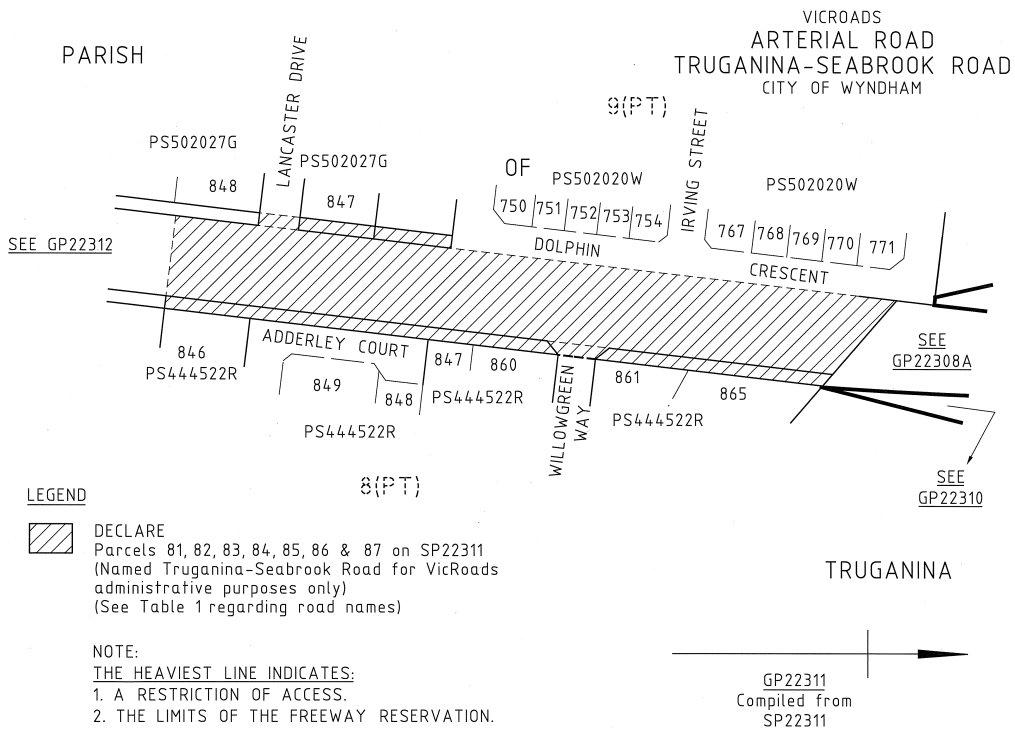 VICROADS
ARTERIAL ROAD
TRUGANINA-SEABROOK ROAD
CITY OF WYNDHAM
PARISH
LANCASTER DRIVE
9(PT)
IRVING STREET
PS502027G
848
PS502027G
847
OF
PS502020W
750 751 752 753 754
PS502020W
767 768 769 770 771
DOLPHIN
CRESCENT
SEE GP22312
SEE
GP22308A
846
PS444522R
ADDERLEY COURT
849
848
PS444522R
847
860
PS444522R
WILLOWGREEN
WAY
861
865
PS444522R
8(PT)
SEE
GP22310
LEGEND
DECLARE
Parcels 81, 82, 83, 84, 85, 86 & 87 on SP22311
(Named Truganina-Seabrook Road for VicRoads
administrative purposes only)
(See Table 1 regarding road names)
TRUGANINA
NOTE:
THE HEAVIEST LINE INDICATES:
1. A RESTRICTION OF ACCESS.
2. THE LIMITS OF THE FREEWAY RESERVATION.
GP22311
Compiled from
SP22311